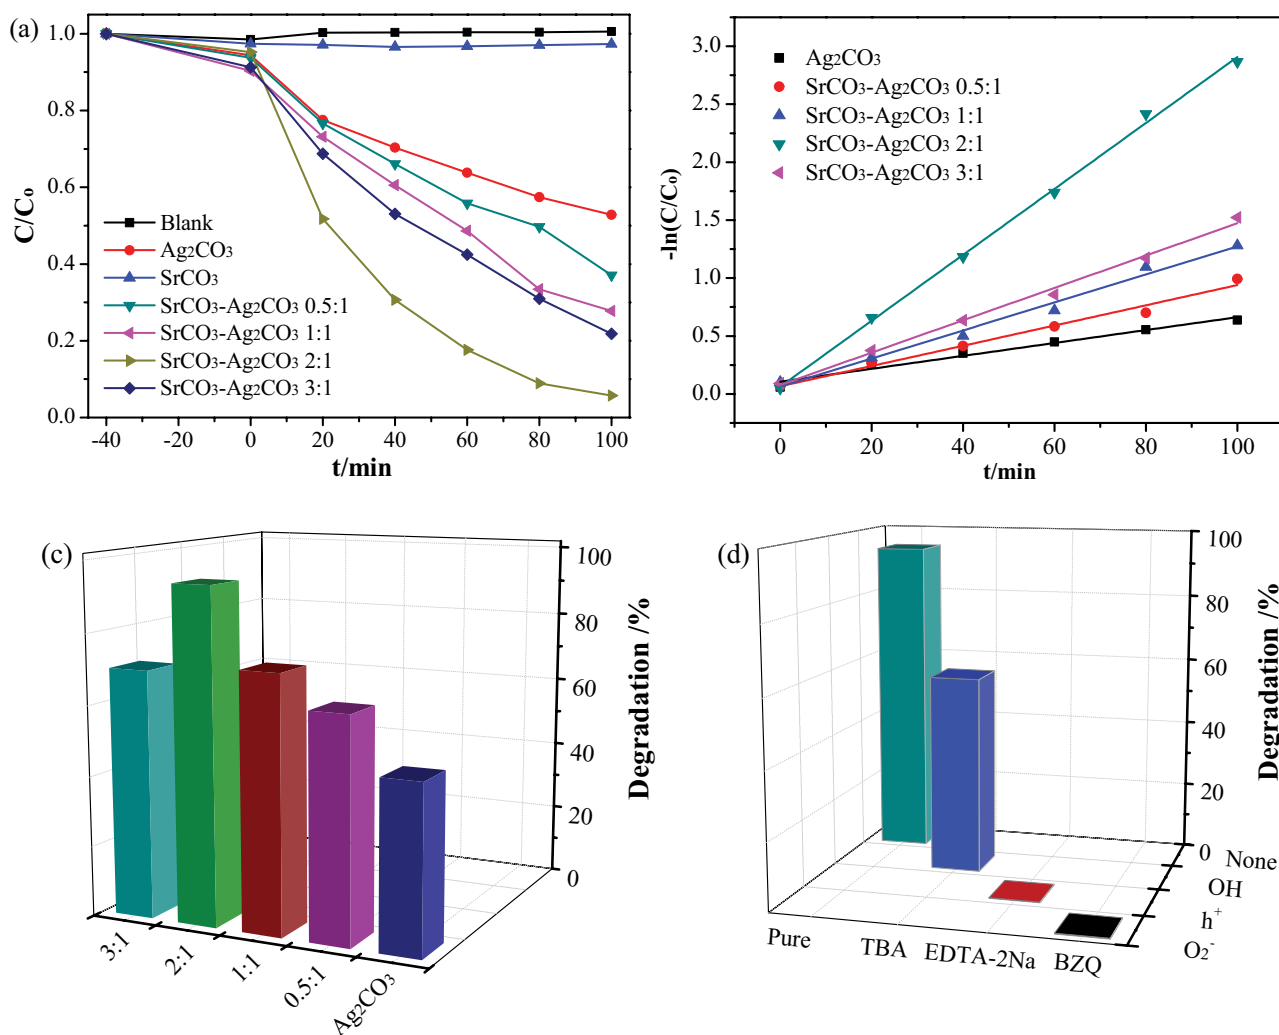 (a)
1.0
0.8
0.6
0.4
0.2
0.0
C/Co
Blank
Ag2CO3
SrCO3
SrCO3-Ag2CO3 0.5:1
SrCO3-Ag2CO3 1:1
SrCO3-Ag2CO3 2:1
SrCO3-Ag2CO3 3:1
-40 -20 0 20 40 60 80 100
t/min
3.0
2.5
2.0
1.5
1.0
0.5
0.0
-ln(C/Co)
Ag2CO3
SrCO3-Ag2CO3 0.5:1
SrCO3-Ag2CO3 1:1
SrCO3-Ag2CO3 2:1
SrCO3-Ag2CO3 3:1
0 20 40 60 80 100
t/min
(c)
100
80
60
40
20
0
Degradation /%
3:1
2:1
1:1
0.5:1
Ag2CO3
(d)
100
80
60
40
20
0
Degradation /%
None
OH
h+
O2-
Pure
TBA
EDTA-2Na
BZQ